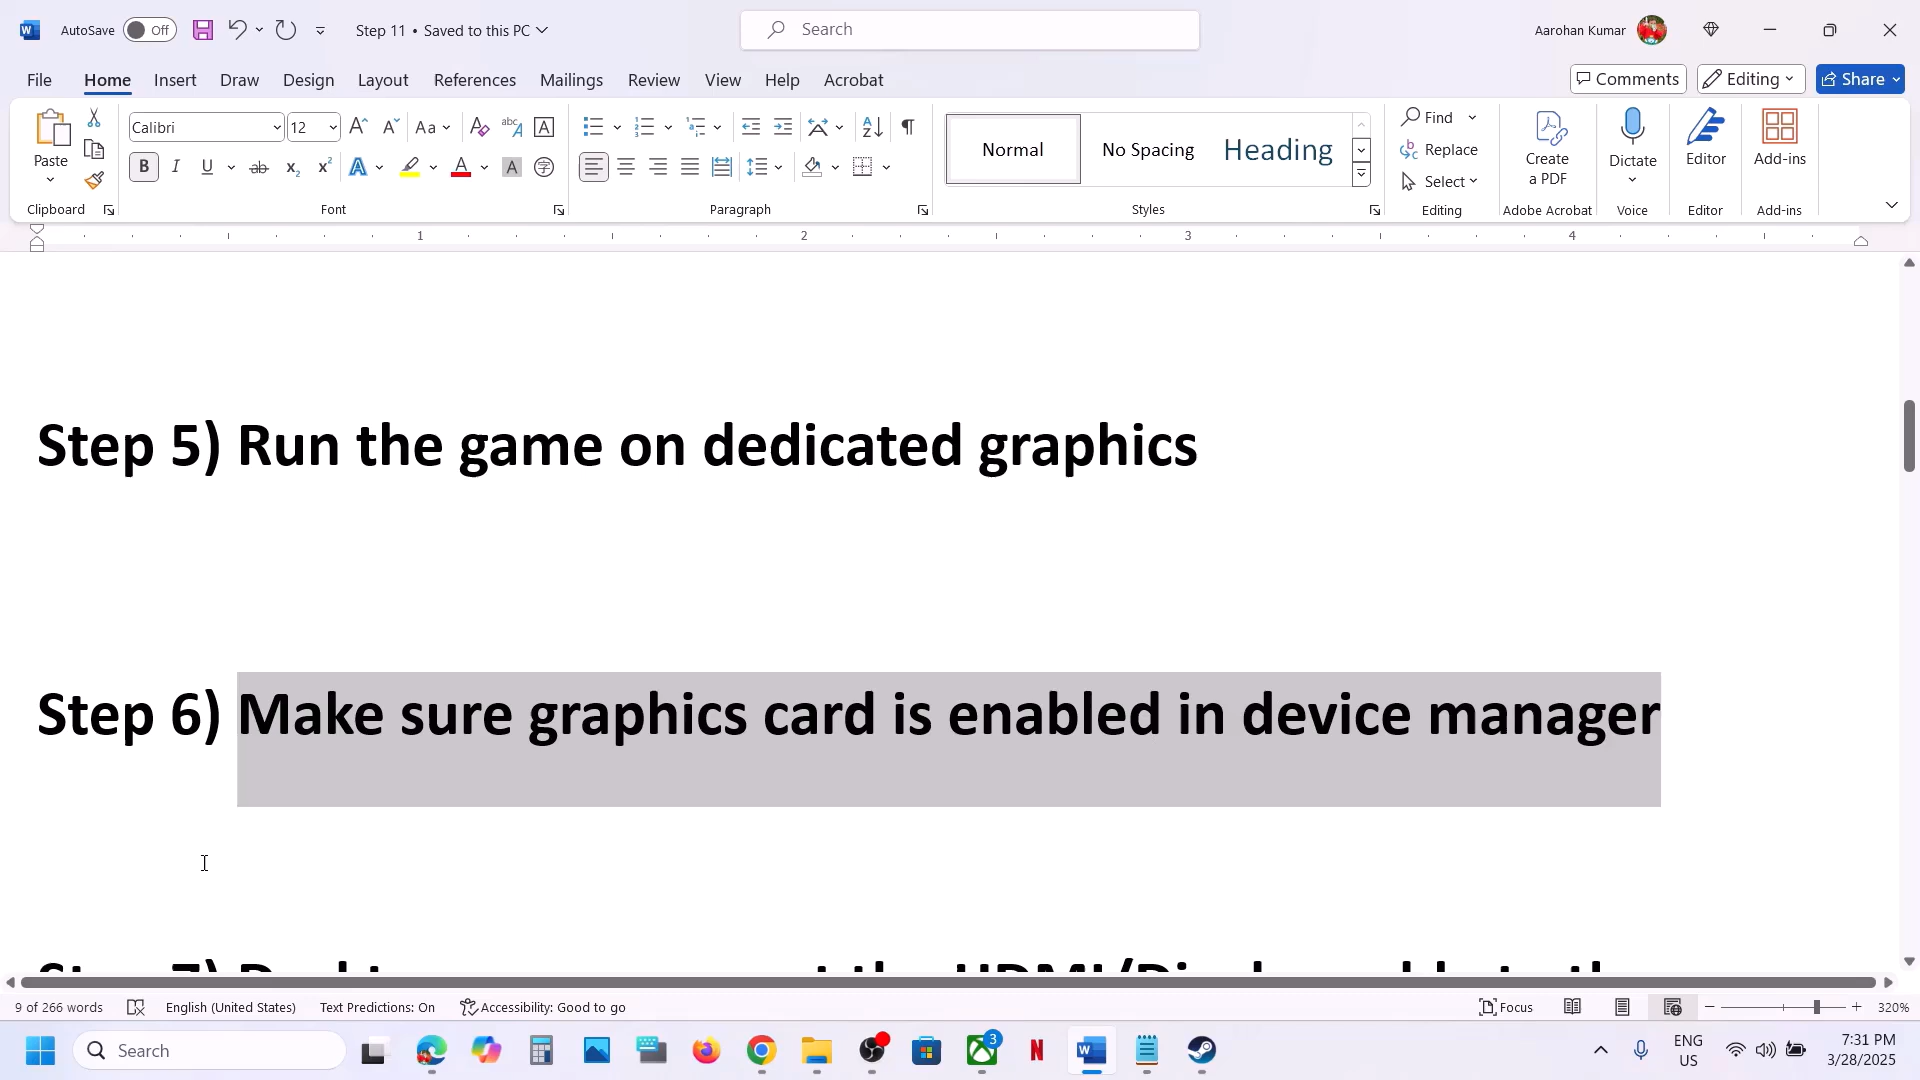 AutoSave
Off
Step 11 • Saved to this PC
Search
Aarohan Kumar
File
Home
Insert
Draw
Design
Layout
References
Mailings
Review
View
Help
Acrobat
Comments
Editing
Share
Paste
Clipboard
Calibri
12
Font
Paragraph
Normal
No Spacing
Heading
Styles
Find
Replace
Select
Editing
Create
a PDF
Adobe Acrobat
Dictate
Voice
Editor
Editor
Add-ins
Add-ins
1
2
3
4
Step 5) Run the game on dedicated graphics
Step 6) Make sure graphics card is enabled in device manager
9 of 266 words
English (United States)
Text Predictions: On
Accessibility: Good to go
Focus
320%
Search
3
ENG
US
7:31 PM
3/28/2025